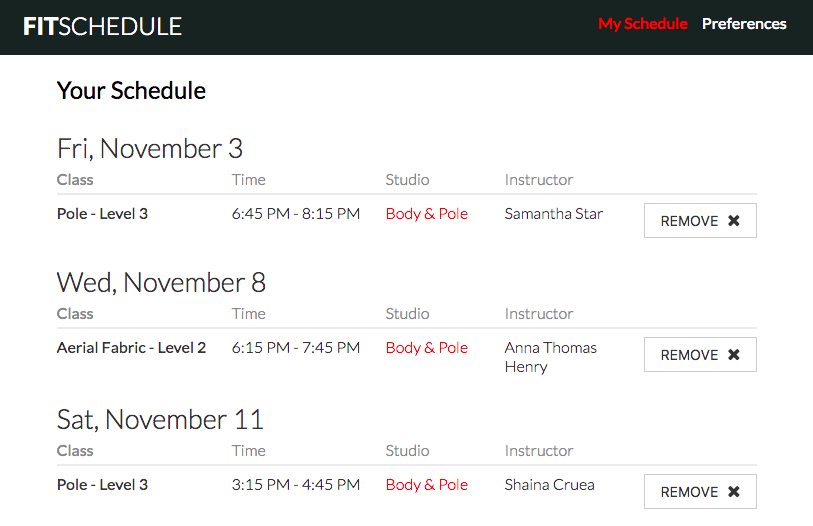 FITSCHEDULE My Schedule Preferences
Your Schedule
Fri, November 3
Class Time Studio Instructor
Pole - Level 3 6:45 PM - 8:15 PM Body & Pole Samantha Star REMOVE ✖
Wed, November 8
Class Time Studio Instructor
Aerial Fabric - Level 2 6:15 PM - 7:45 PM Body & Pole Anna Thomas REMOVE ✖
Henry
Sat, November 11
Class Time Studio Instructor
Pole - Level 3 3:15 PM - 4:45 PM Body & Pole Shaina Cruea REMOVE ✖